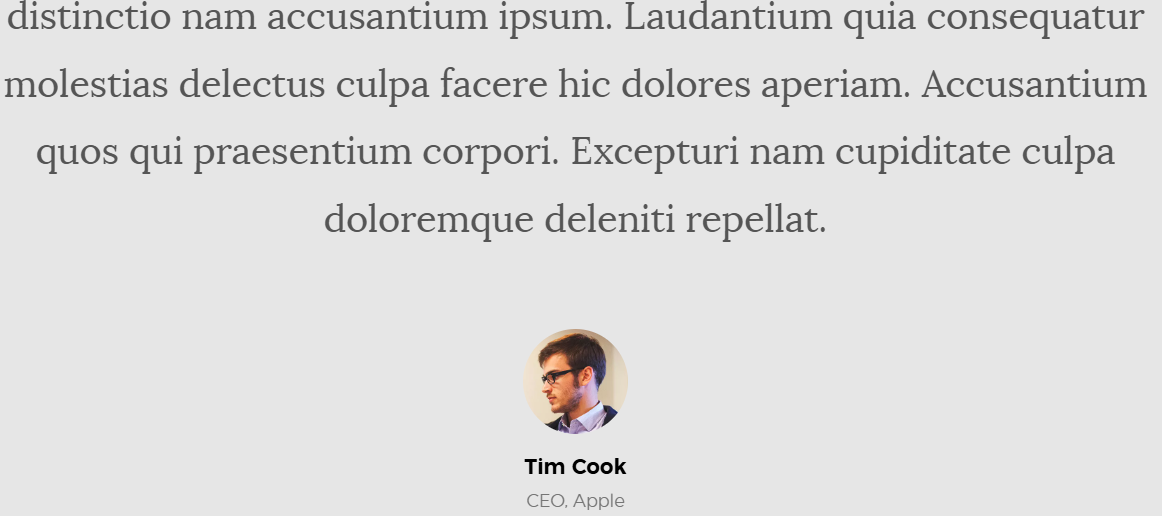 distinctio nam accusantium ipsum. Laudantium quia consequatur
molestias delectus culpa facere hic dolores aperiam. Accusantium
quos qui praesentium corpori. Excepturi nam cupiditate culpa
doloremque deleniti repellat.
Tim Cook
CEO, Apple